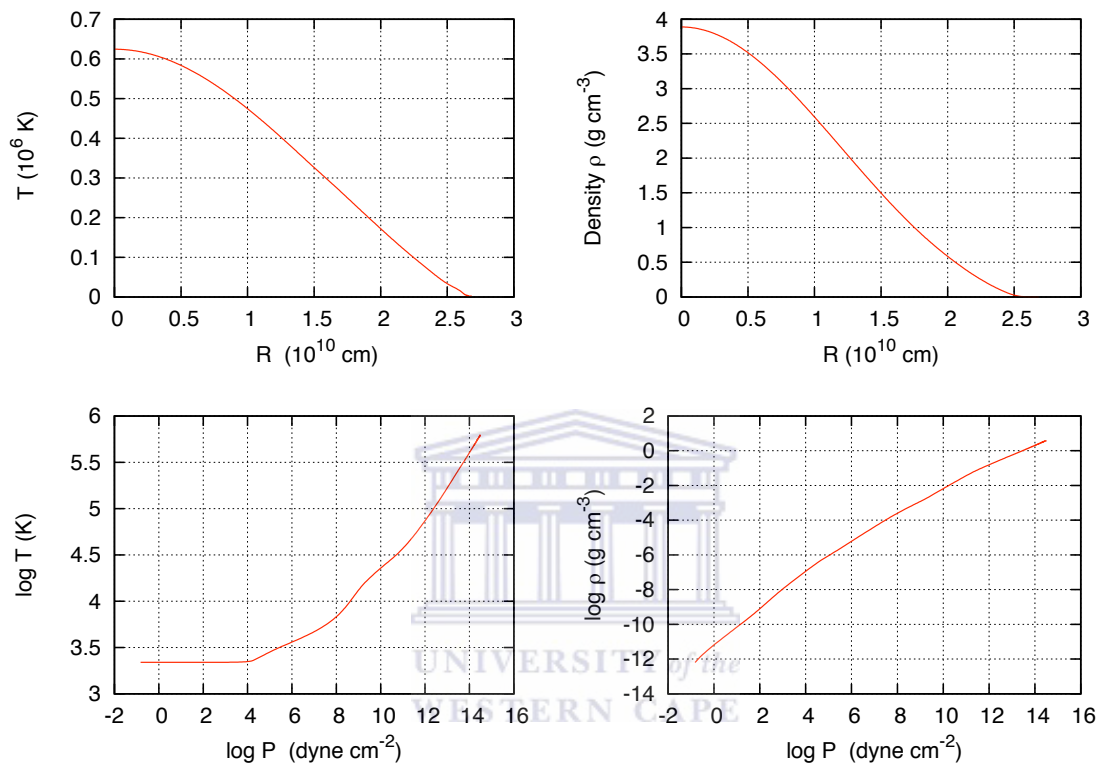 0.7
0.6
0.5
0.4
0.3
0.2
0.1
0
T (10⁶ K)
0 0.5 1 1.5 2 2.5 3
R (10¹⁰ cm)
4
3.5
3
2.5
2
1.5
1
0.5
0
Density ρ (g cm⁻³)
0 0.5 1 1.5 2 2.5 3
R (10¹⁰ cm)
6
5.5
5
4.5
4
3.5
3
log T (K)
-2 0 2 4 6 8 10 12 14 16
log P (dyne cm⁻²)
2
0
-2
-4
-6
-8
-10
-12
-14
log ρ (g cm⁻³)
-2 0 2 4 6 8 10 12 14 16
log P (dyne cm⁻²)
UNIVERSITY of the
WESTERN CAPE